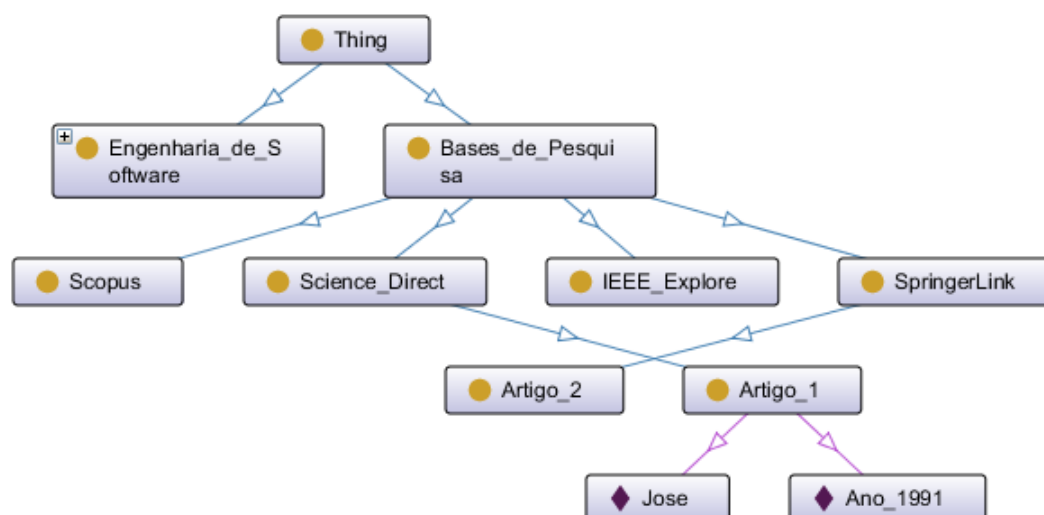 Thing
Engenharia_de_S
oftware
Bases_de_Pesqui
sa
Scopus
Science_Direct
IEEE_Explore
SpringerLink
Artigo_2
Artigo_1
Jose
Ano_1991